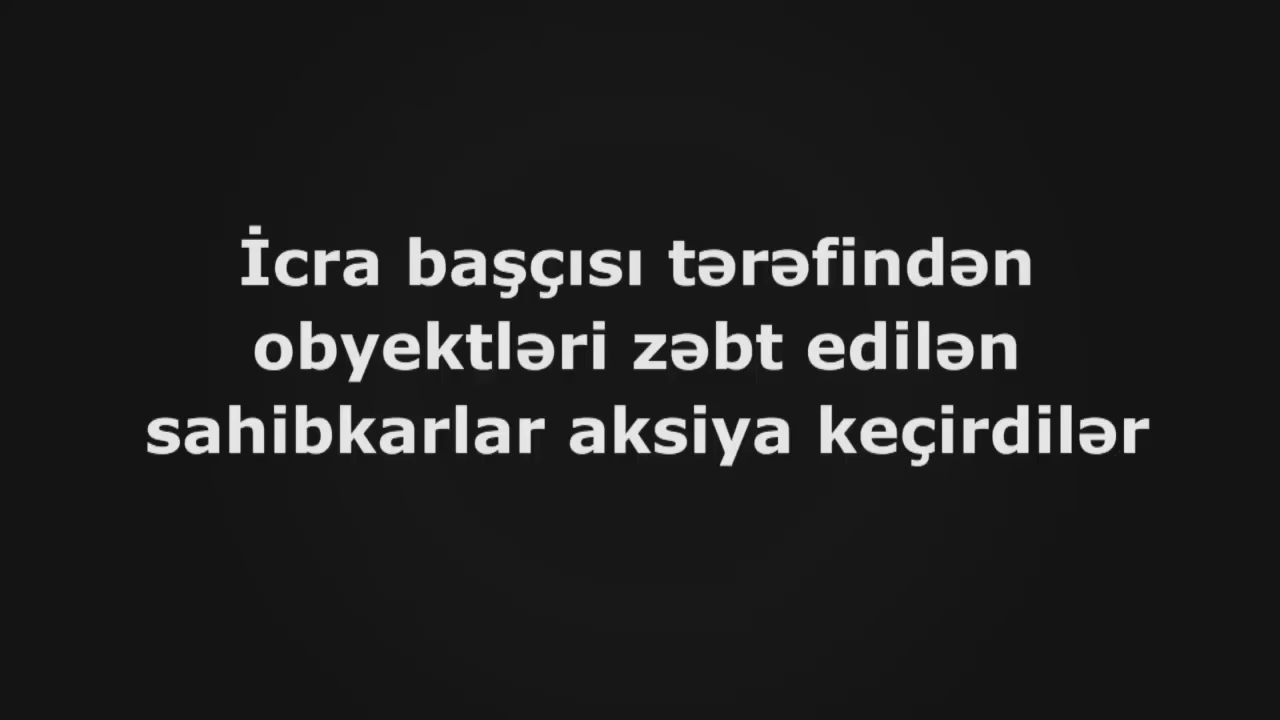 İcra başçısı tərəfindən
obyektləri zəbt edilən
sahibkarlar aksiya keçirdilər